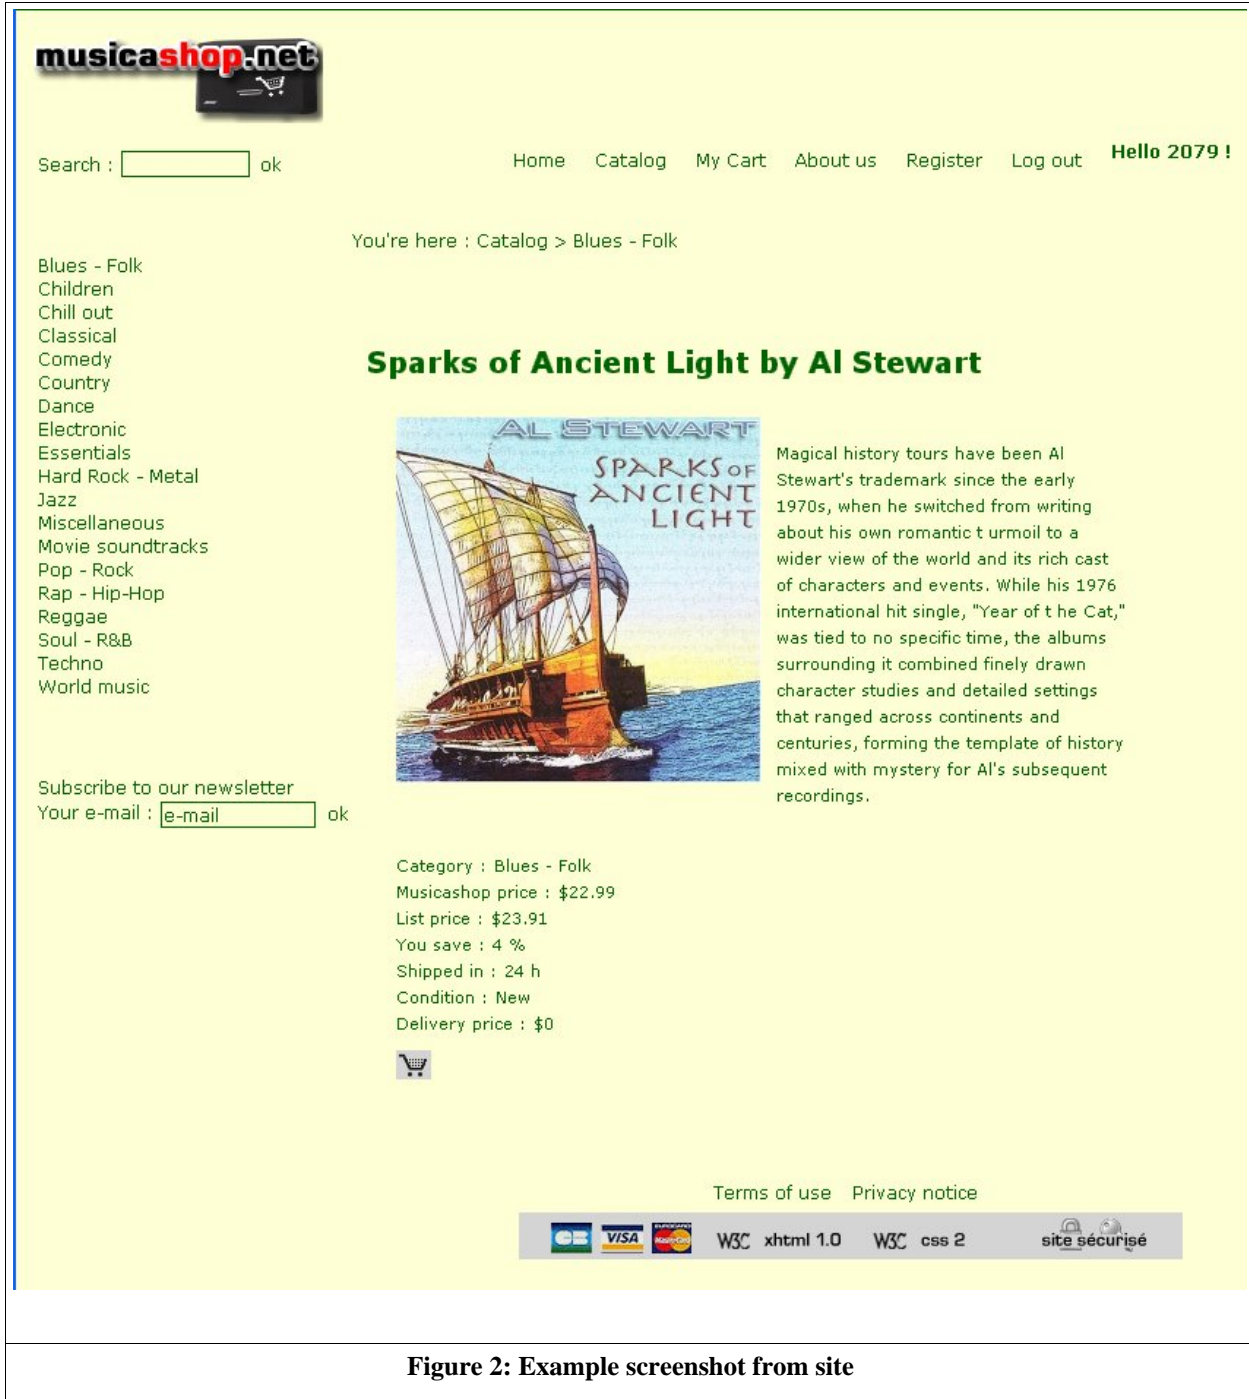 musicashop.net
Search : ok
Home Catalog My Cart About us Register Log out Hello 2079 !
You're here : Catalog > Blues - Folk
Blues - Folk
Children
Chill out
Classical
Comedy
Country
Dance
Electronic
Essentials
Hard Rock - Metal
Jazz
Miscellaneous
Movie soundtracks
Pop - Rock
Rap - Hip-Hop
Reggae
Soul - R&B
Techno
World music
Subscribe to our newsletter
Your e-mail : e-mail ok
Sparks of Ancient Light by Al Stewart
AL STEWART
SPARKS OF
ANCIENT
LIGHT
Magical history tours have been Al
Stewart's trademark since the early
1970s, when he switched from writing
about his own romantic t urmoil to a
wider view of the world and its rich cast
of characters and events. While his 1976
international hit single, "Year of t he Cat,"
was tied to no specific time, the albums
surrounding it combined finely drawn
character studies and detailed settings
that ranged across continents and
centuries, forming the template of history
mixed with mystery for Al's subsequent
recordings.
Category : Blues - Folk
Musicashop price : $22.99
List price : $23.91
You save : 4 %
Shipped in : 24 h
Condition : New
Delivery price : $0
Terms of use Privacy notice
CB VISA EUROCARD MasterCard W3C xhtml 1.0 W3C css 2 site sécurisé
Figure 2: Example screenshot from site